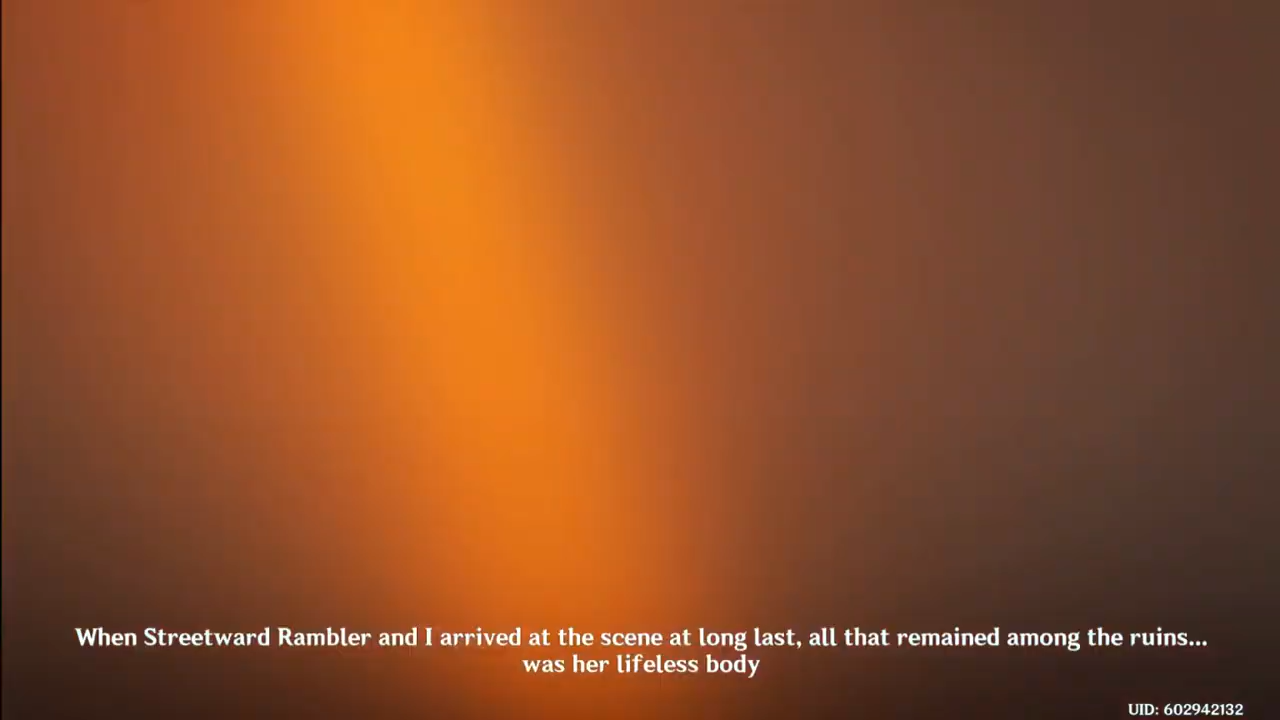 When Streetward Rambler and I arrived at the scene at long last, all that remained among the ruins...
was her lifeless body
UID: 602942132